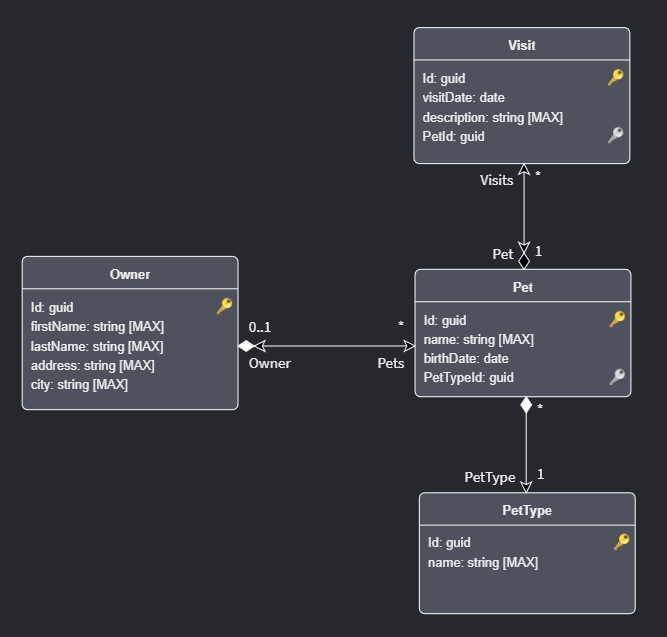 Visit
Id: guid
visitDate: date
description: string [MAX]
PetId: guid
Visits
*
Pet
1
Owner
Id: guid
firstName: string [MAX]
lastName: string [MAX]
address: string [MAX]
city: string [MAX]
0..1
*
Owner
Pets
Pet
Id: guid
name: string [MAX]
birthDate: date
PetTypeId: guid
*
PetType
1
PetType
Id: guid
name: string [MAX]